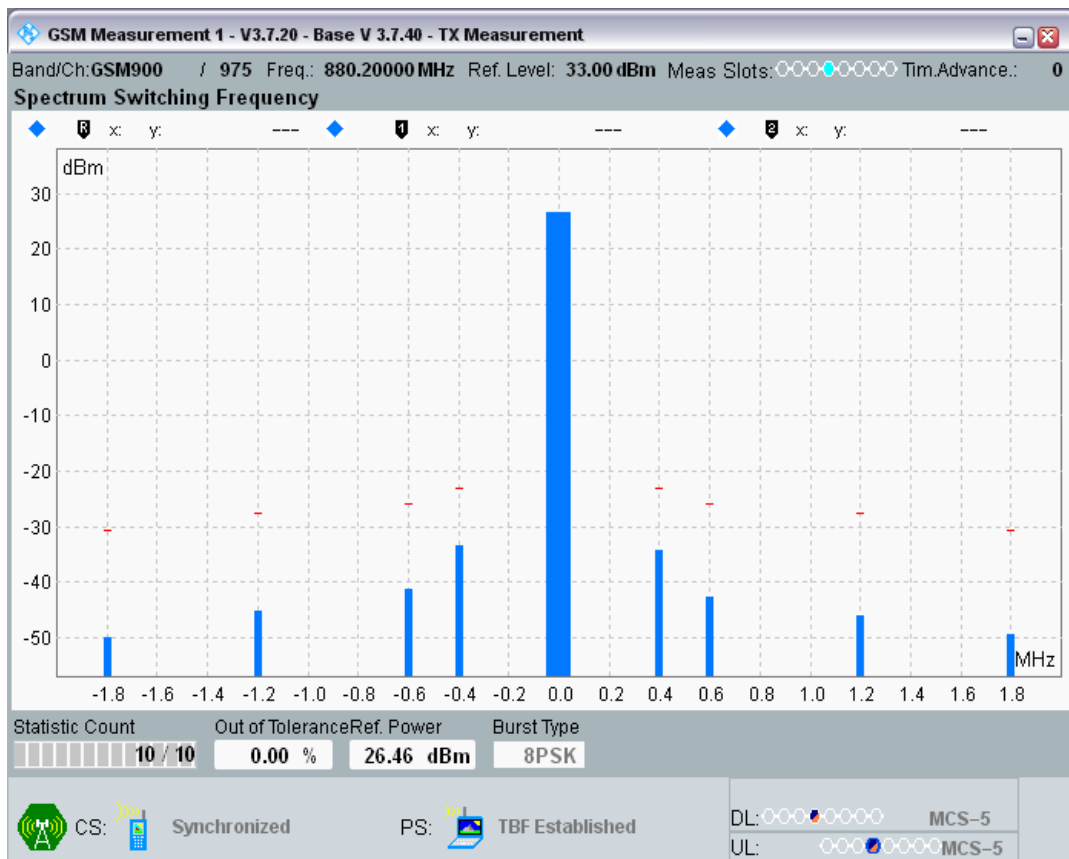 GSM Measurement 1 - V3.7.20 - Base V 3.7.40 - TX Measurement
Band/Ch:GSM900 / 975 Freq.: 880.20000 MHz Ref. Level: 33.00 dBm Meas Slots: Tim.Advance.: 0
Spectrum Switching Frequency
R x: y: --- 1 x: y: --- 2 x: y: ---
dBm
30
20
10
0
-10
-20
-30
-40
-50
MHz
-1.8 -1.6 -1.4 -1.2 -1.0 -0.8 -0.6 -0.4 -0.2 0.0 0.2 0.4 0.6 0.8 1.0 1.2 1.4 1.6 1.8
Statistic Count Out of Tolerance Ref. Power Burst Type
10 / 10 0.00 % 26.46 dBm 8PSK
CS: Synchronized PS: TBF Established DL: MCS-5
UL: MCS-5